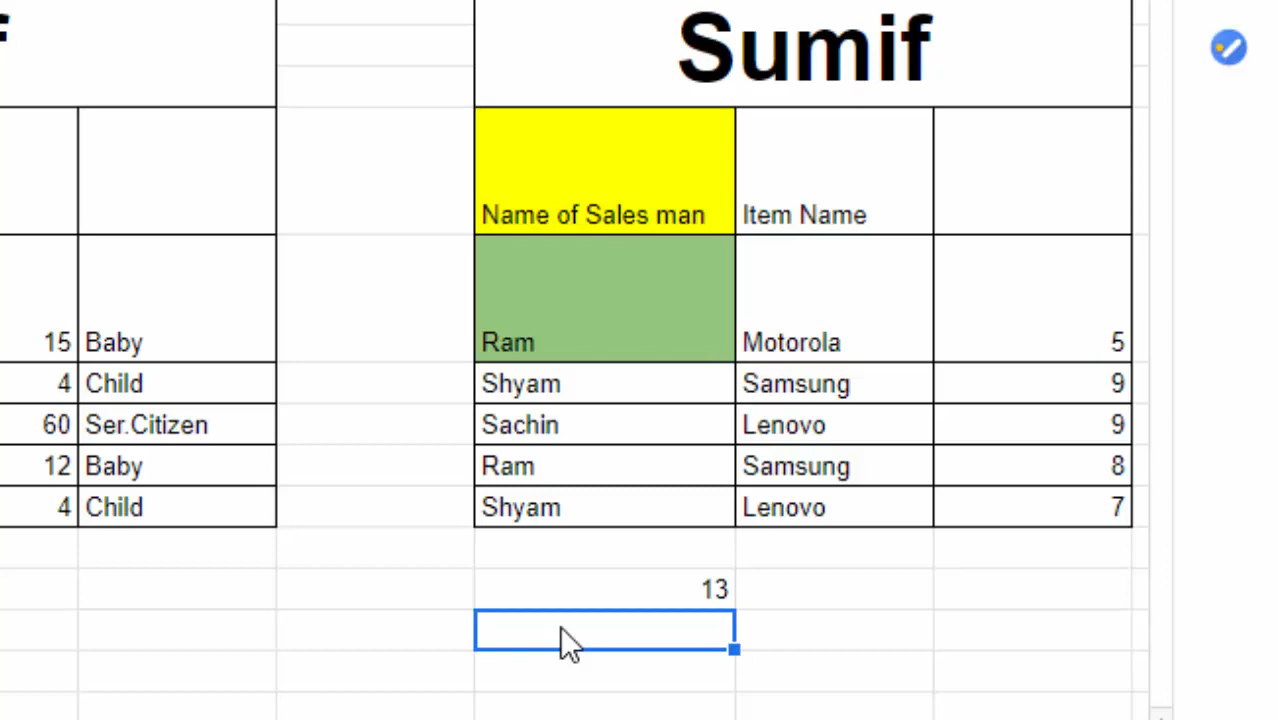 Sumif
Name of Sales man Item Name
15 Baby Ram Motorola 5
4 Child Shyam Samsung 9
60 Ser.Citizen Sachin Lenovo 9
12 Baby Ram Samsung 8
4 Child Shyam Lenovo 7
13